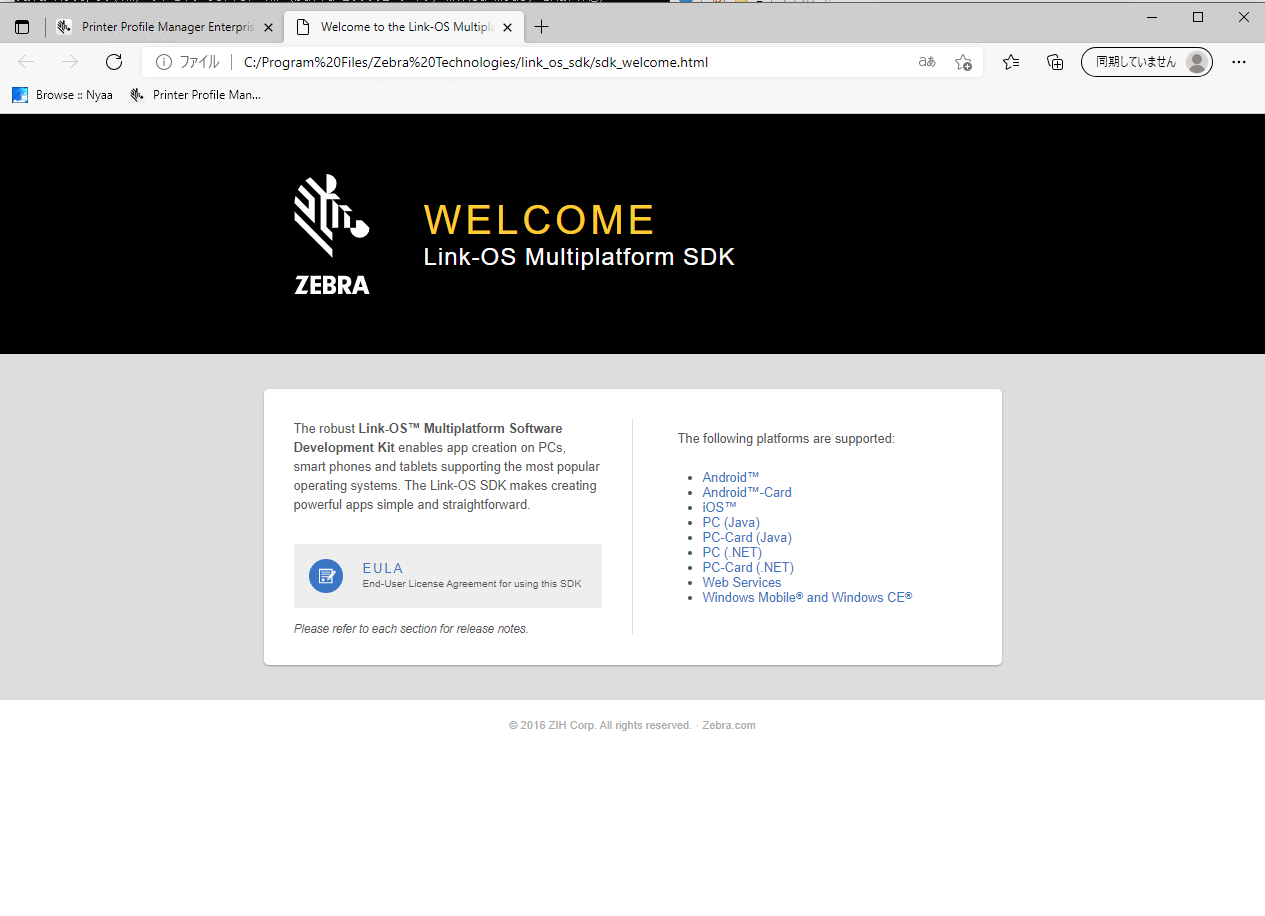 Printer Profile Manager Enterpris
Welcome to the Link-OS Multipla
ファイル
C:/Program%20Files/Zebra%20Technologies/link_os_sdk/sdk_welcome.html
aあ
同期していません
Browse :: Nyaa
Printer Profile Man...
ZEBRA
WELCOME
Link-OS Multiplatform SDK
The robust Link-OS™ Multiplatform Software
Development Kit enables app creation on PCs,
smart phones and tablets supporting the most popular
operating systems. The Link-OS SDK makes creating
powerful apps simple and straightforward.
EULA
End-User License Agreement for using this SDK
Please refer to each section for release notes.
The following platforms are supported:
Android™
Android™-Card
iOS™
PC (Java)
PC-Card (Java)
PC (.NET)
PC-Card (.NET)
Web Services
Windows Mobile® and Windows CE®
© 2016 ZIH Corp. All rights reserved. · Zebra.com